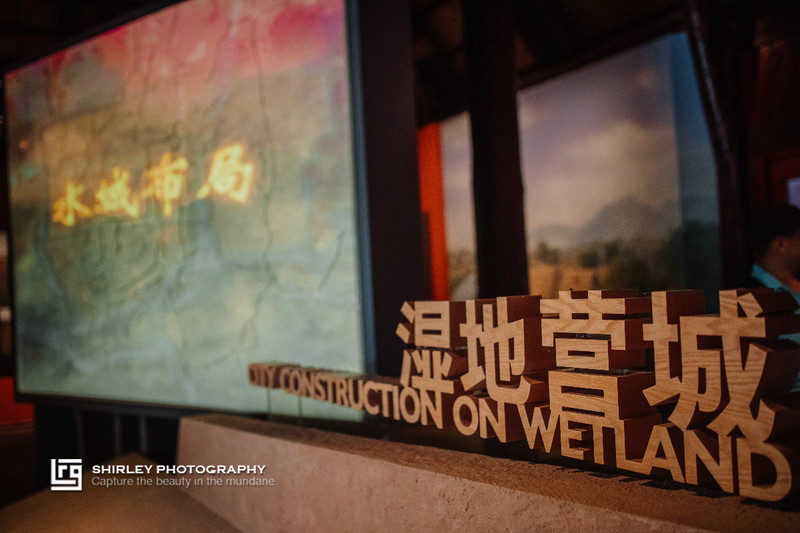 水城布局
湿地营城
CITY CONSTRUCTION ON WETLAND
SHIRLEY PHOTOGRAPHY
Capture the beauty in the mundane